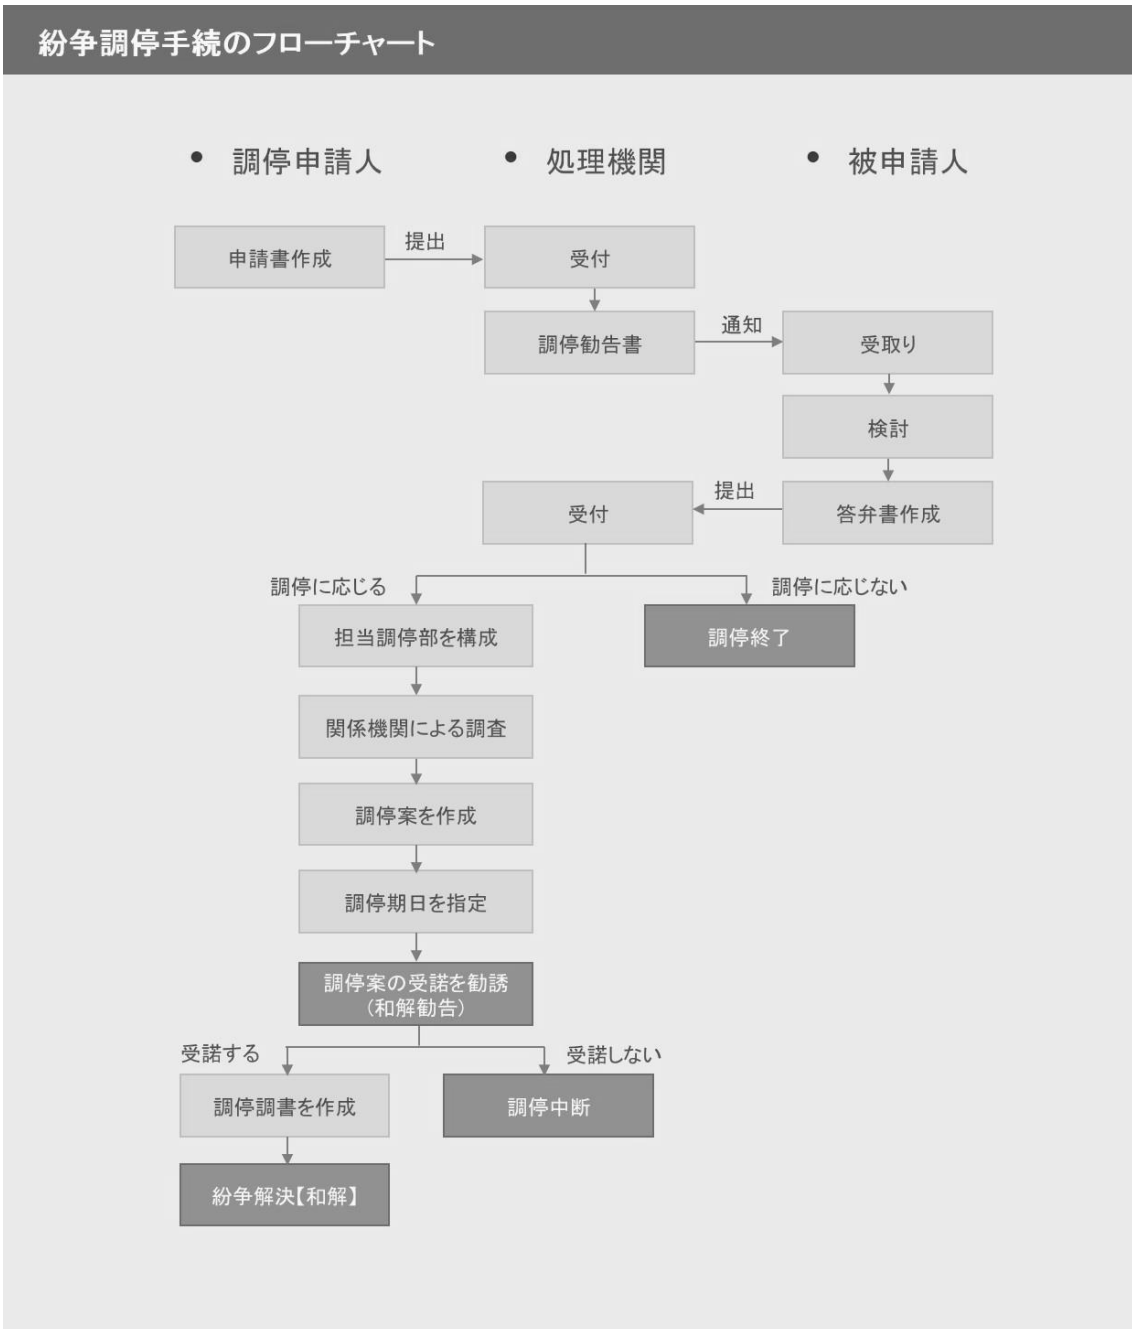 紛争調停手続のフローチャート
• 調停申請人
• 処理機関
• 被申請人
申請書作成
提出
受付
調停勧告書
通知
受取り
検討
答弁書作成
提出
受付
調停に応じる
調停に応じない
担当調停部を構成
調停終了
関係機関による調査
調停案を作成
調停期日を指定
調停案の受諾を勧誘
(和解勧告)
受諾する
受諾しない
調停調書を作成
調停中断
紛争解決【和解】